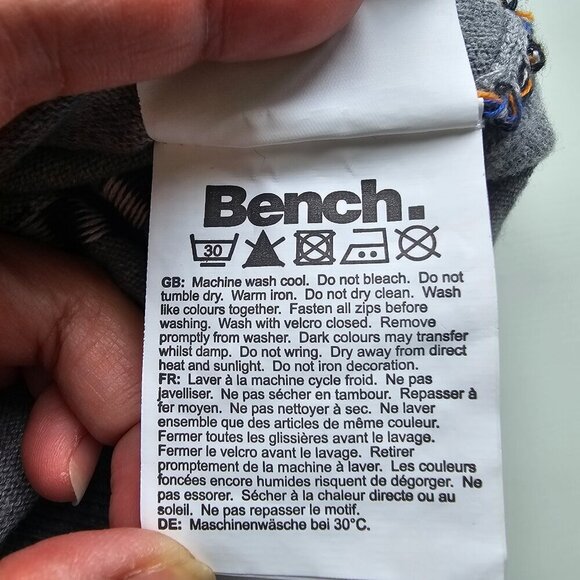 Bench.
30
GB: Machine wash cool. Do not bleach. Do not
tumble dry. Warm iron. Do not dry clean. Wash
like colours together. Fasten all zips before
washing. Wash with velcro closed. Remove
promptly from washer. Dark colours may transfer
whilst damp. Do not wring. Dry away from direct
heat and sunlight. Do not iron decoration.
FR: Laver à la machine cycle froid. Ne pas
javelliser. Ne pas sécher en tambour. Repasser à
fer moyen. Ne pas nettoyer à sec. Ne laver
ensemble que des articles de même couleur.
Fermer toutes les glissières avant le lavage.
Fermer le velcro avant le lavage. Retirer
promptement de la machine à laver. Les couleurs
foncées encore humides risquent de dégorger. Ne
pas essorer. Sécher à la chaleur directe ou au
soleil. Ne pas repasser le motif.
DE: Maschinenwäsche bei 30°C.